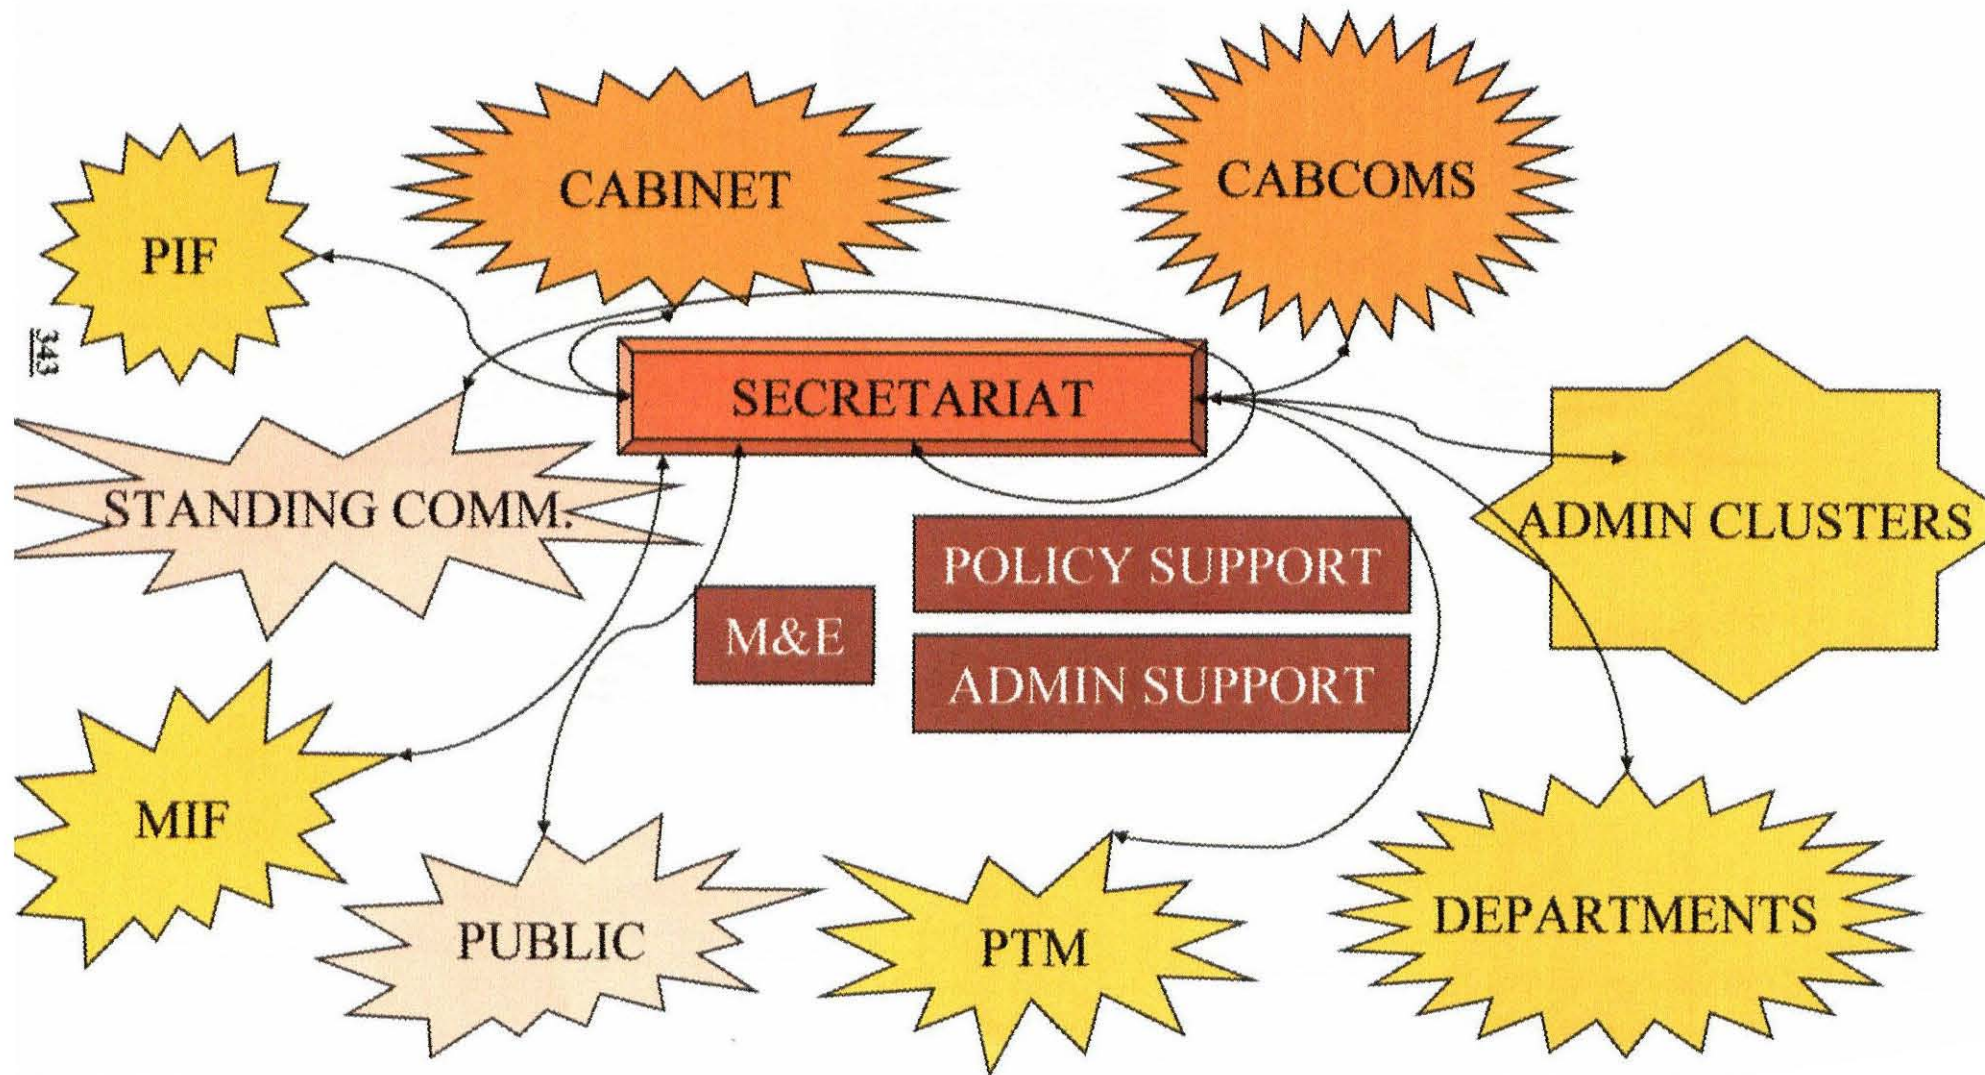 CABINET
CABCOMS
PIF
343
SECRETARIAT
STANDING COMM.
ADMIN CLUSTERS
POLICY SUPPORT
M&E
ADMIN SUPPORT
MIF
PUBLIC
PTM
DEPARTMENTS